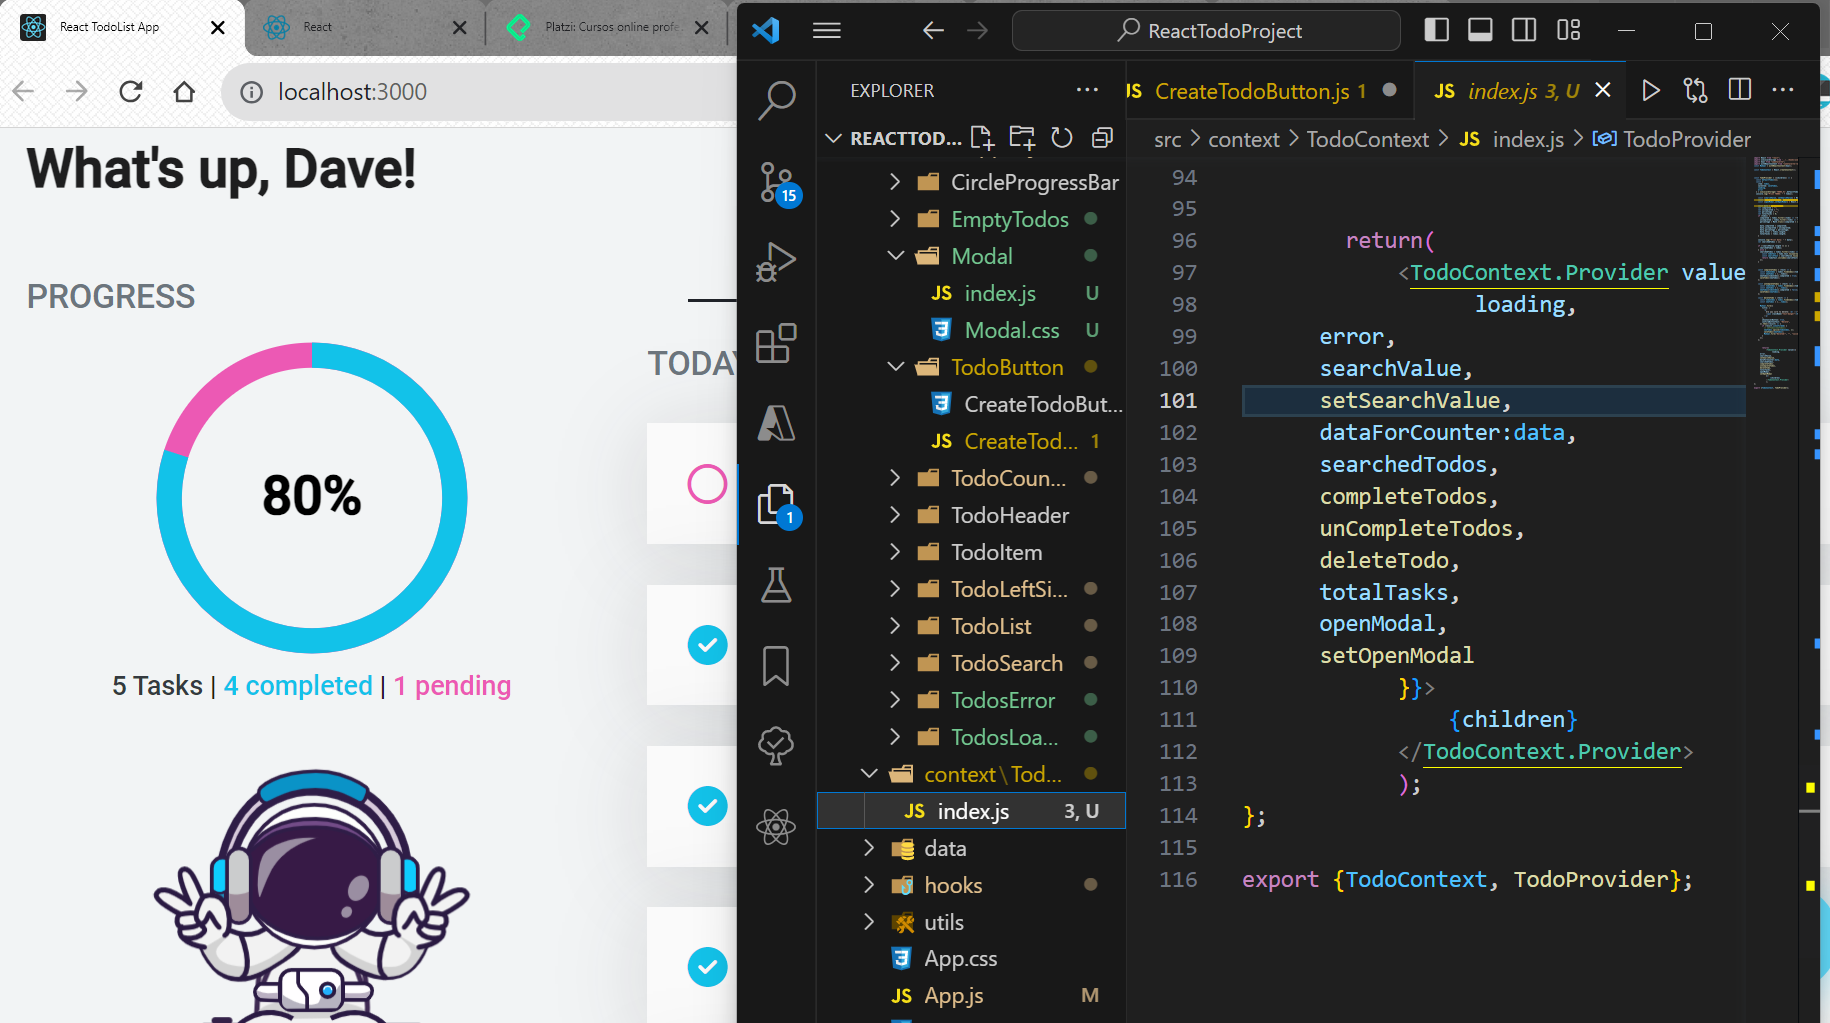 React TodoList App
React
Platzi: Cursos online profe
localhost:3000
What's up, Dave!
PROGRESS
80%
5 Tasks | 4 completed | 1 pending
TODAY
ReactTodoProject
EXPLORER
REACTTOD...
CircleProgressBar
EmptyTodos
Modal
JS index.js U
Modal.css U
TodoButton
CreateTodoBut...
JS CreateTod... 1
TodoCoun...
TodoHeader
TodoItem
TodoLeftSi...
TodoList
TodoSearch
TodosError
TodosLoa...
context\Tod...
JS index.js 3, U
data
hooks
utils
App.css
JS App.js M
15
1
JS CreateTodoButton.js 1
JS index.js 3, U
src > context > TodoContext > JS index.js > TodoProvider
94
95
96 return(
97 <TodoContext.Provider value
98 loading,
99 error,
100 searchValue,
101 setSearchValue,
102 dataForCounter:data,
103 searchedTodos,
104 completeTodos,
105 unCompleteTodos,
106 deleteTodo,
107 totalTasks,
108 openModal,
109 setOpenModal
110 }}>
111 {children}
112 </TodoContext.Provider>
113 );
114 };
115
116 export {TodoContext, TodoProvider};